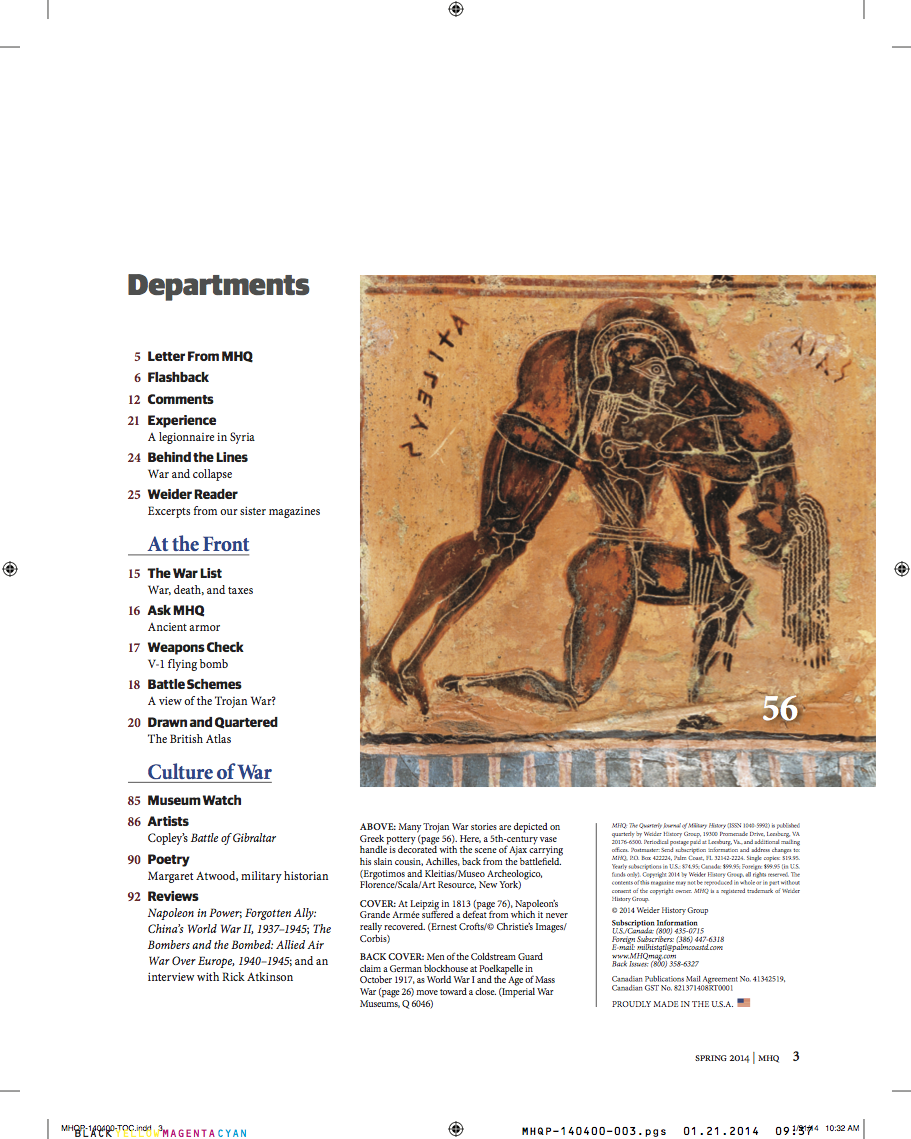 Departments
5 Letter From MHQ
6 Flashback
12 Comments
21 Experience
A legionnaire in Syria
24 Behind the Lines
War and collapse
25 Weider Reader
Excerpts from our sister magazines
At the Front
15 The War List
War, death, and taxes
16 Ask MHQ
Ancient armor
17 Weapons Check
V-1 flying bomb
18 Battle Schemes
A view of the Trojan War?
20 Drawn and Quartered
The British Atlas
Culture of War
85 Museum Watch
86 Artists
Copley's Battle of Gibraltar
90 Poetry
Margaret Atwood, military historian
92 Reviews
Napoleon in Power; Forgotten Ally:
China's World War II, 1937–1945; The
Bombers and the Bombed: Allied Air
War Over Europe, 1940–1945; and an
interview with Rick Atkinson
56
ABOVE: Many Trojan War stories are depicted on
Greek pottery (page 56). Here, a 5th-century vase
handle is decorated with the scene of Ajax carrying
his slain cousin, Achilles, back from the battlefield.
(Ergotimos and Kleitias/Museo Archeologico,
Florence/Scala/Art Resource, New York)
COVER: At Leipzig in 1813 (page 76), Napoleon's
Grande Armée suffered a defeat from which it never
really recovered. (Ernest Crofts/© Christie's Images/
Corbis)
BACK COVER: Men of the Coldstream Guard
claim a German blockhouse at Poelkapelle in
October 1917, as World War I and the Age of Mass
War (page 26) move toward a close. (Imperial War
Museums, Q 6046)
MHQ: The Quarterly Journal of Military History (ISSN 1040-5992) is published
quarterly by Weider History Group, 19300 Promenade Drive, Leesburg, VA
20176-6500. Periodical postage paid at Leesburg, Va., and additional mailing
offices. Postmaster: Send subscription information and address changes to:
MHQ, P.O. Box 422224, Palm Coast, FL 32142-2224. Single copies: $19.95.
Yearly subscriptions in U.S.: $74.95; Canada: $99.95; Foreign: $99.95 (in U.S.
funds only). Copyright 2014 by Weider History Group, all rights reserved. The
contents of this magazine may not be reproduced in whole or in part without
consent of the copyright owner. MHQ is a registered trademark of Weider
History Group.
© 2014 Weider History Group
Subscription Information
U.S./Canada: (800) 435-0715
Foreign Subscribers: (386) 447-6318
E-mail: milhistqtl@palmcoastd.com
www.MHQmag.com
Back Issues: (800) 358-6327
Canadian Publications Mail Agreement No. 41342519,
Canadian GST No. 821371408RT0001
PROUDLY MADE IN THE U.S.A.
SPRING 2014 | MHQ 3
MHQP-140400-TOC.indd 3
BLACK YELLOW MAGENTA CYAN
MHQP-140400-003.pgs 01.21.2014 09:37
10:32 AM